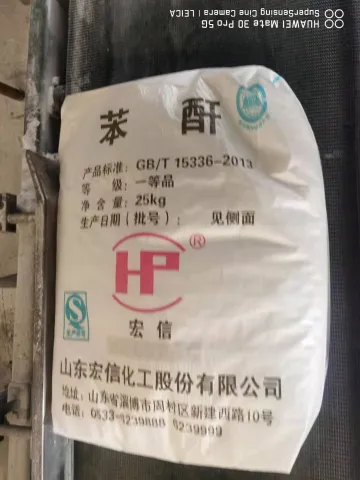 HUAWEI Mate 30 Pro 5G
SuperSensing Cine Camera | LEICA
苯 酐
产品标准: GB/T 15336-2013
等 级: 一等品
净 含 量: 25kg
生产日期(批号): 见侧面
HP®
宏信
山东宏信化工股份有限公司
地址: 山东省淄博市周村区新建西路10号
电话: 0533-6239888 6239999